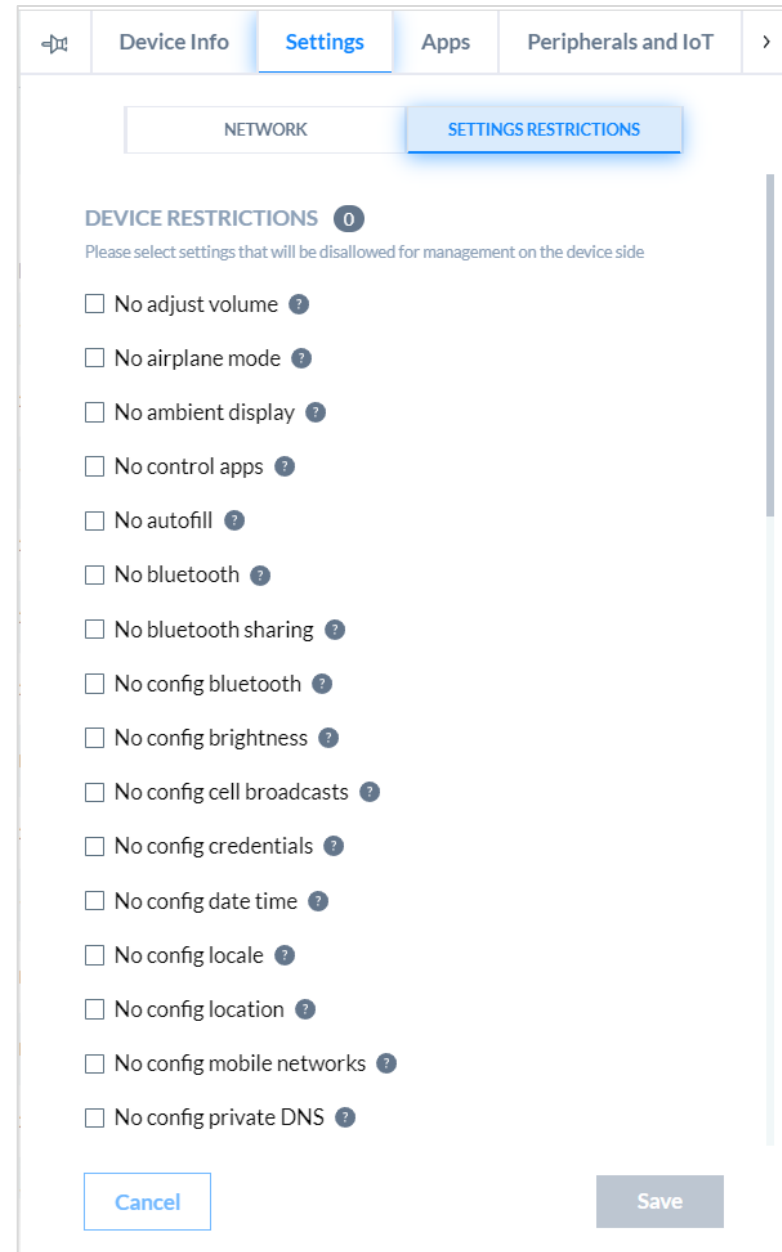 Device Info Settings Apps Peripherals and IoT >
NETWORK SETTINGS RESTRICTIONS
DEVICE RESTRICTIONS 0
Please select settings that will be disallowed for management on the device side
No adjust volume ?
No airplane mode ?
No ambient display ?
No control apps ?
No autofill ?
No bluetooth ?
No bluetooth sharing ?
No config bluetooth ?
No config brightness ?
No config cell broadcasts ?
No config credentials ?
No config date time ?
No config locale ?
No config location ?
No config mobile networks ?
No config private DNS ?
Cancel Save